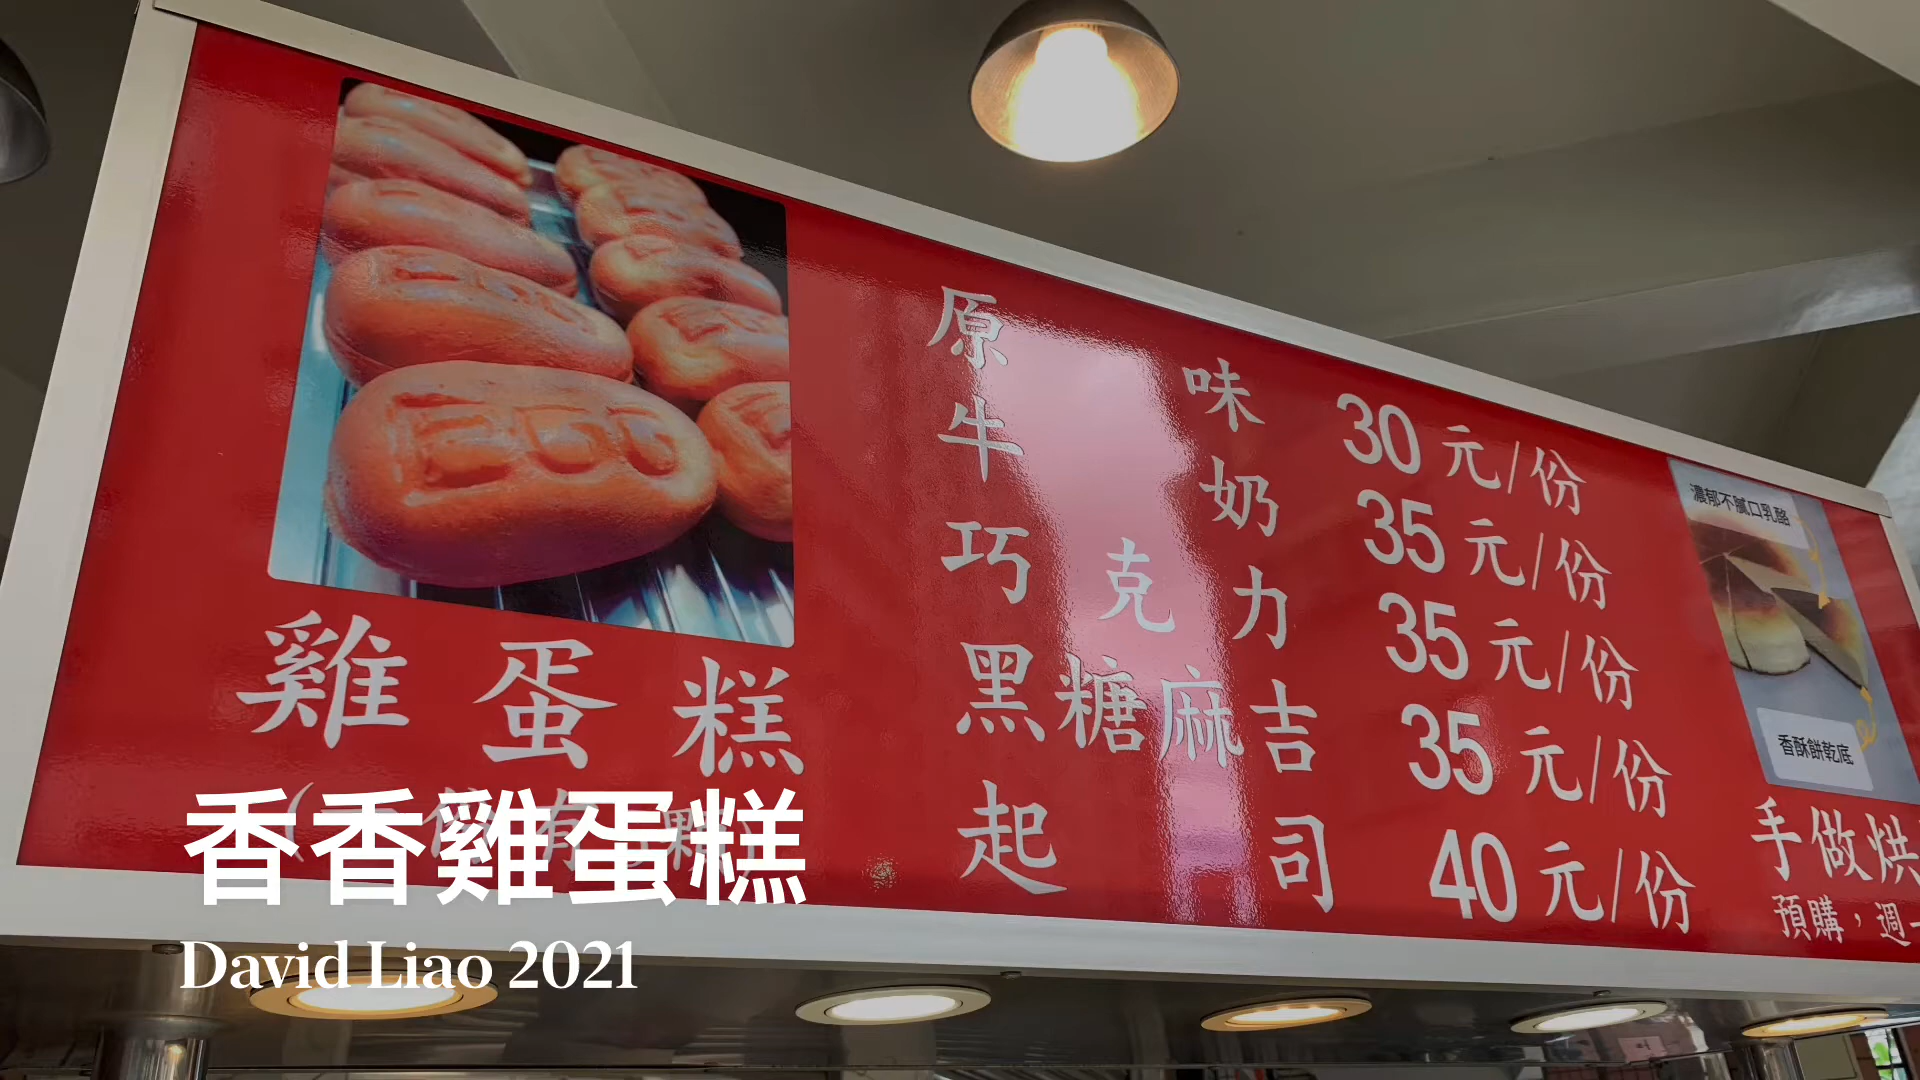 原味 30元/份
牛奶 35元/份
巧克力 35元/份
黑糖麻吉 35元/份
起司 40元/份
雞蛋糕
濃郁不膩口乳酪
香酥餅乾底
手做烘
預購，週一
香香雞蛋糕
David Liao 2021